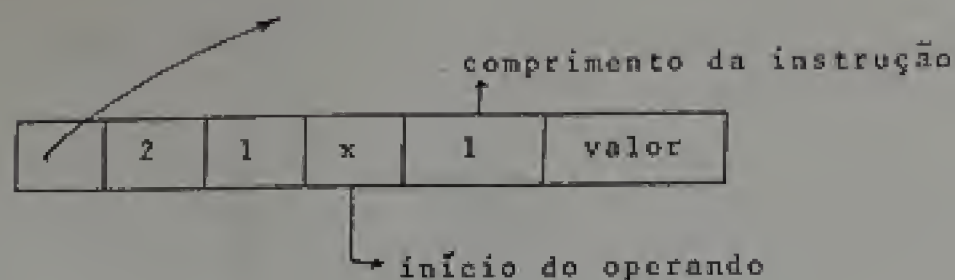 comprimento da instrução
2 1 x 1 valor
início do operando